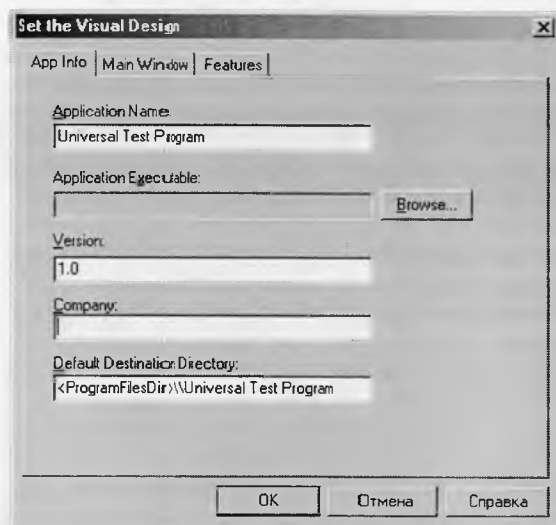 Set the Visual Design
App Info Main Window Features
Application Name:
Universal Test Program
Application Executable:
Browse...
Version:
1.0
Company:
Default Destination Directory:
<ProgramFilesDir>\\Universal Test Program
OK Отмена Справка